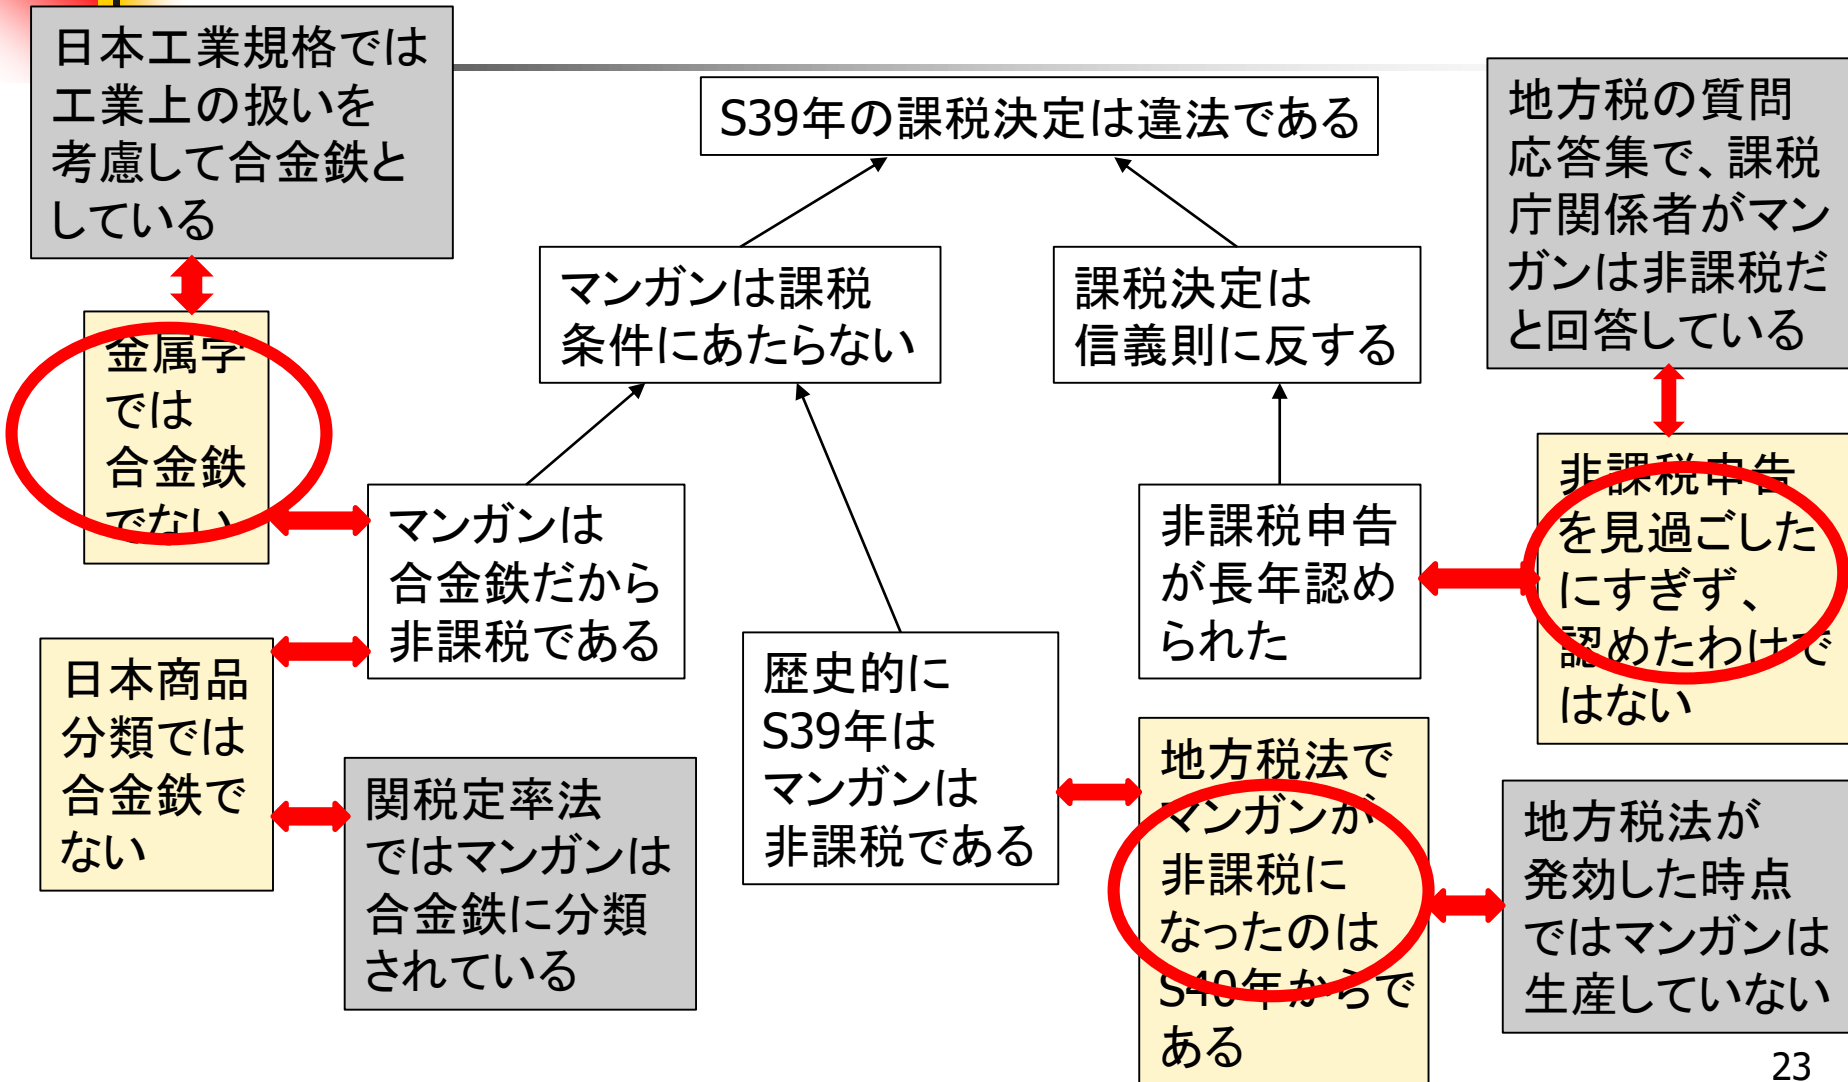 日本工業規格では
工業上の扱いを
考慮して合金鉄と
している
S39年の課税決定は違法である
地方税の質問
応答集で、課税
庁関係者がマン
ガンは非課税だ
と回答している
マンガンは課税
条件にあたらない
課税決定は
信義則に反する
金属学
では
合金鉄
でない
マンガンは
合金鉄だから
非課税である
非課税申告
が長年認め
られた
非課税申告
を見過ごした
にすぎず、
認めたわけで
はない
日本商品
分類では
合金鉄で
ない
歴史的に
S39年は
マンガンは
非課税である
関税定率法
ではマンガンは
合金鉄に分類
されている
地方税法で
マンガンが
非課税に
なったのは
S40年からで
ある
地方税法が
発効した時点
ではマンガンは
生産していない
23